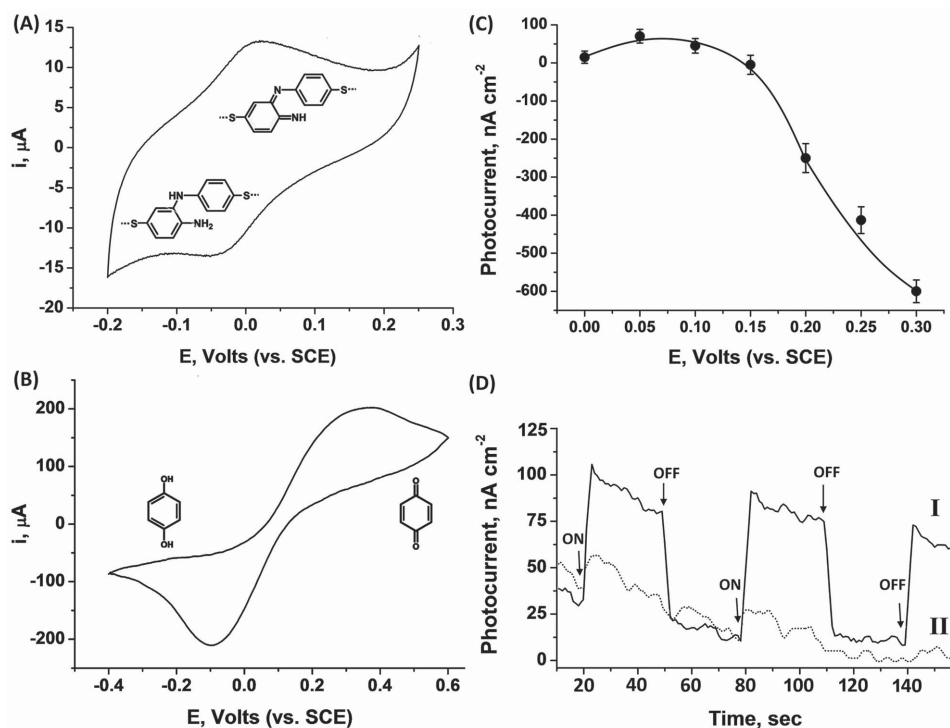 (A)
15
10
5
0
-5
-10
-15
-20
i, μA
-0.2
-0.1
0.0
0.1
0.2
0.3
E, Volts (vs. SCE)
···S
N
S···
NH
HN
S···
···S
NH₂
(B)
200
100
0
-100
-200
i, μA
-0.4
-0.2
0.0
0.2
0.4
0.6
E, Volts (vs. SCE)
OH
OH
O
O
(C)
100
0
-100
-200
-300
-400
-500
-600
Photocurrent, nA cm⁻²
0.00
0.05
0.10
0.15
0.20
0.25
0.30
E, Volts (vs. SCE)
(D)
125
100
75
50
25
0
Photocurrent, nA cm⁻²
20
40
60
80
100
120
140
Time, sec
ON
OFF
ON
OFF
OFF
I
II